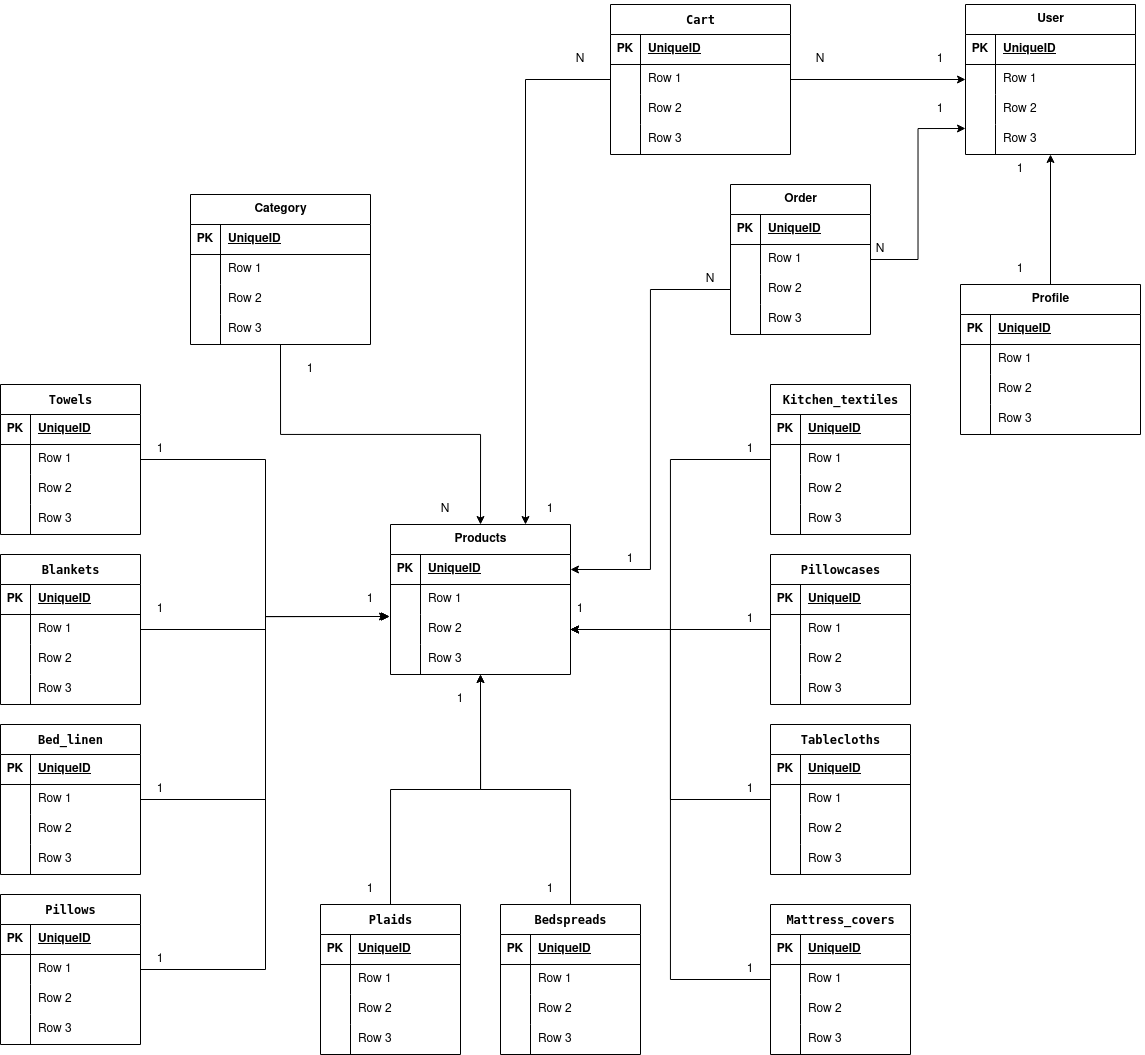 Cart
PK UniqueID
Row 1
Row 2
Row 3
User
PK UniqueID
Row 1
Row 2
Row 3
N
N
1
1
Order
PK UniqueID
Row 1
Row 2
Row 3
N
N
1
1
Profile
PK UniqueID
Row 1
Row 2
Row 3
Category
PK UniqueID
Row 1
Row 2
Row 3
1
Towels
PK UniqueID
Row 1
Row 2
Row 3
1
Blankets
PK UniqueID
Row 1
Row 2
Row 3
1
Bed_linen
PK UniqueID
Row 1
Row 2
Row 3
1
Pillows
PK UniqueID
Row 1
Row 2
Row 3
1
N
1
1
1
1
1
Products
PK UniqueID
Row 1
Row 2
Row 3
Kitchen_textiles
PK UniqueID
Row 1
Row 2
Row 3
1
Pillowcases
PK UniqueID
Row 1
Row 2
Row 3
1
Tablecloths
PK UniqueID
Row 1
Row 2
Row 3
1
Mattress_covers
PK UniqueID
Row 1
Row 2
Row 3
1
Plaids
PK UniqueID
Row 1
Row 2
Row 3
1
Bedspreads
PK UniqueID
Row 1
Row 2
Row 3
1